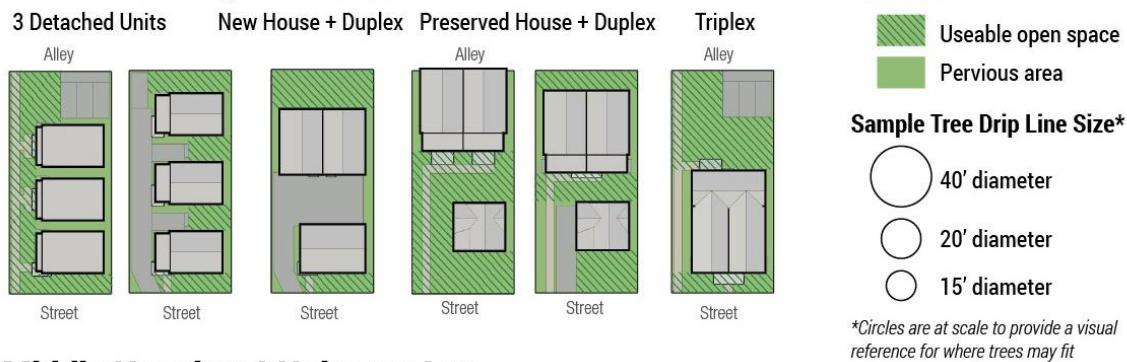 3 Detached Units New House + Duplex Preserved House + Duplex Triplex
Alley Alley Alley
Street Street Street Street Street Street
Useable open space
Pervious area
Sample Tree Drip Line Size*
40' diameter
20' diameter
15' diameter
*Circles are at scale to provide a visual
reference for where trees may fit